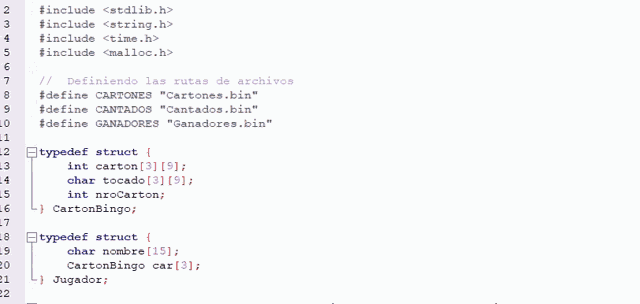 2 #include <stdlib.h>
3 #include <string.h>
4 #include <time.h>
5 #include <malloc.h>
6
7 // Definiendo las rutas de archivos
8 #define CARTONES "Cartones.bin"
9 #define CANTADOS "Cantados.bin"
10 #define GANADORES "Ganadores.bin"
11
12 typedef struct {
13 int carton[3][9];
14 char tocado[3][9];
15 int nroCarton;
16 } CartonBingo;
17
18 typedef struct {
19 char nombre[15];
20 CartonBingo car[3];
21 } Jugador;
22